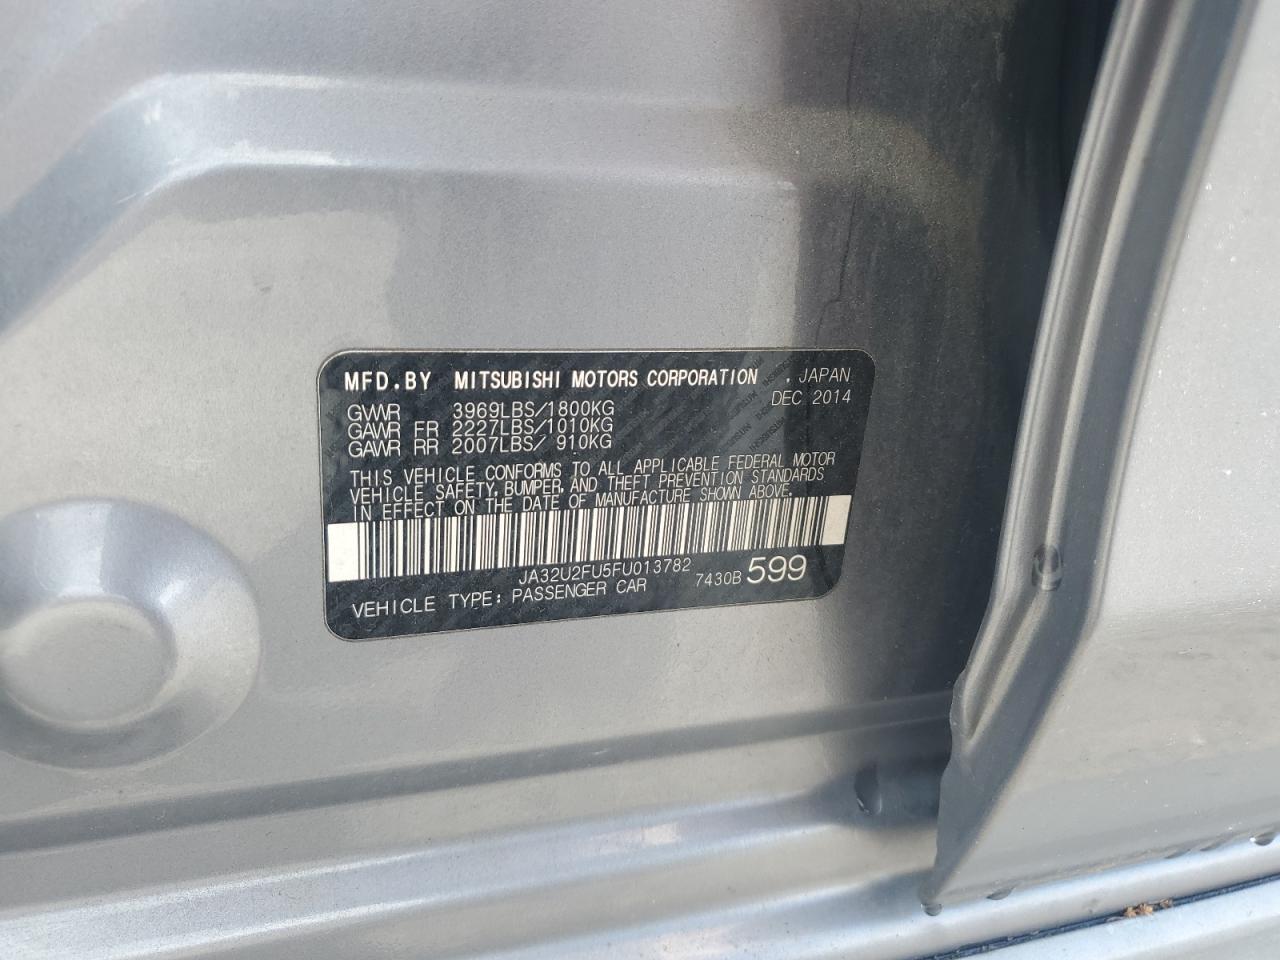 MFD.BY MITSUBISHI MOTORS CORPORATION , JAPAN
DEC 2014
GVWR 3969LBS/1800KG
GAWR FR 2227LBS/1010KG
GAWR RR 2007LBS/ 910KG
THIS VEHICLE CONFORMS TO ALL APPLICABLE FEDERAL MOTOR
VEHICLE SAFETY, BUMPER, AND THEFT PREVENTION STANDARDS
IN EFFECT ON THE DATE OF MANUFACTURE SHOWN ABOVE.
JA32U2FU5FU013782
VEHICLE TYPE: PASSENGER CAR 7430B 599